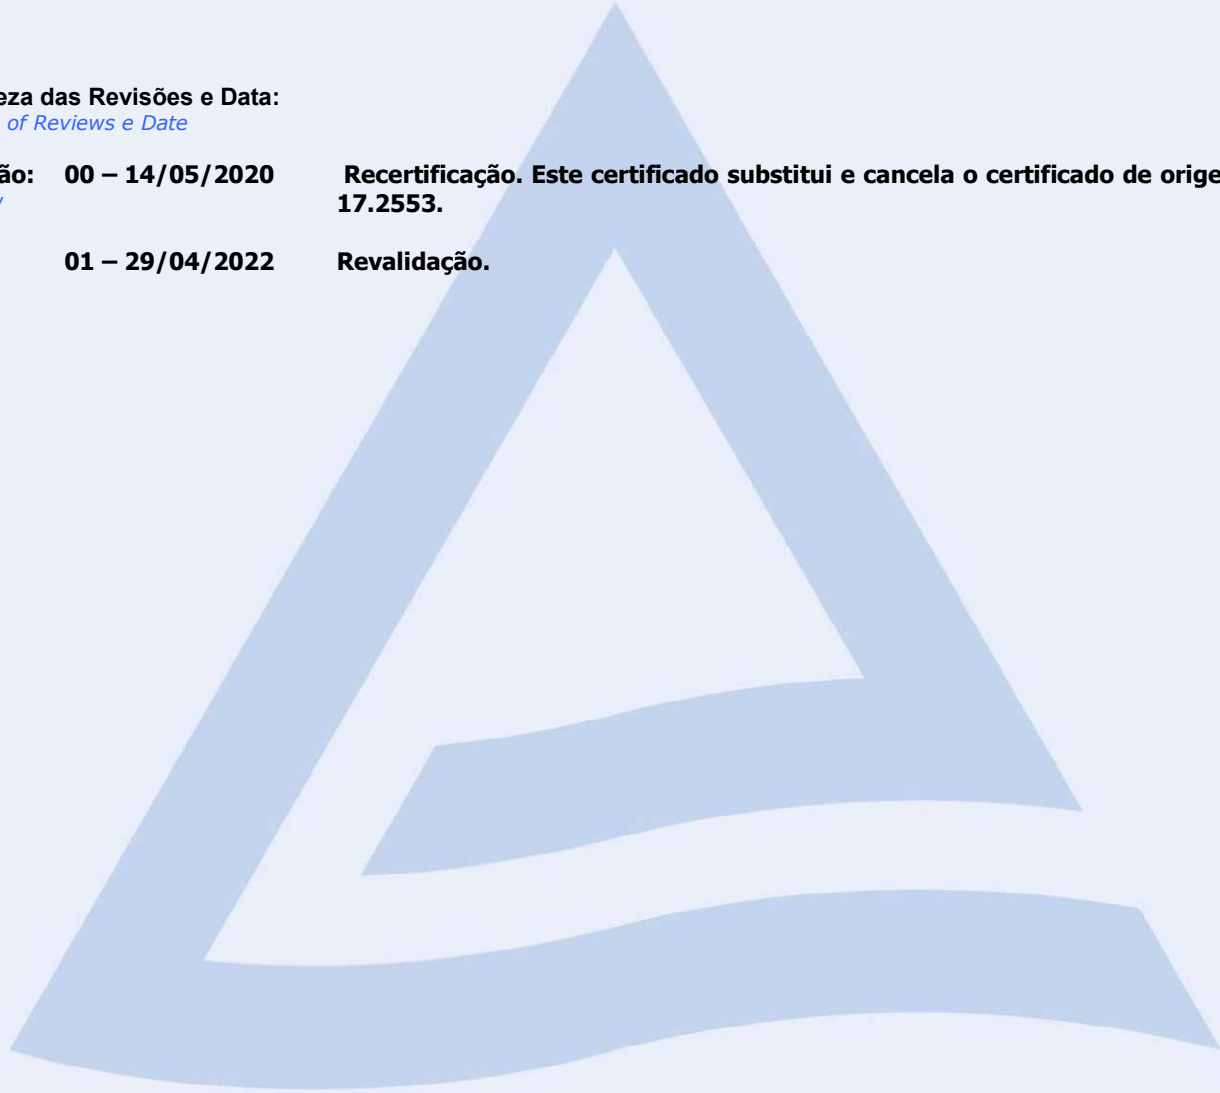 eza das Revisões e Data:
of Reviews e Date
ão: 00 – 14/05/2020 Recertificação. Este certificado substitui e cancela o certificado de orige
17.2553.
01 – 29/04/2022 Revalidação.